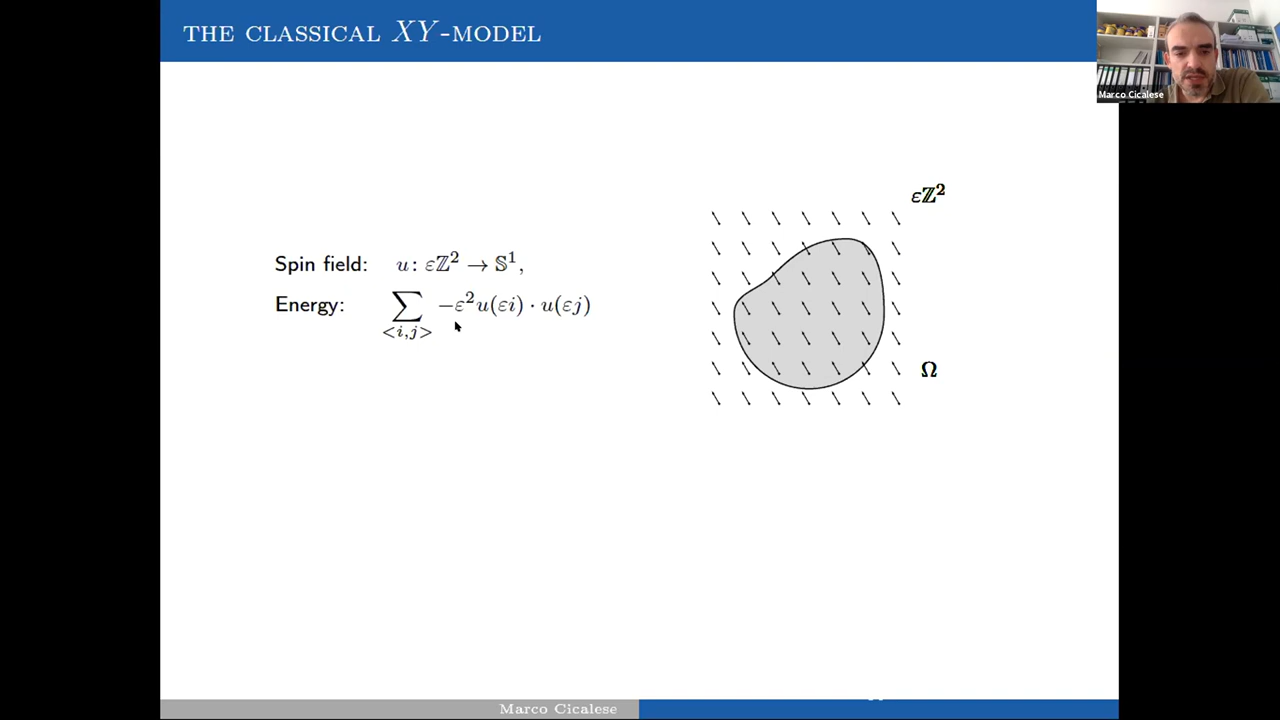 THE CLASSICAL XY-MODEL
Marco Cicalese
εℤ²
Spin field: u: εℤ² → 𝕊¹,
Energy: ∑ −ε²u(εi) · u(εj)
<i,j>
Ω
Marco Cicalese